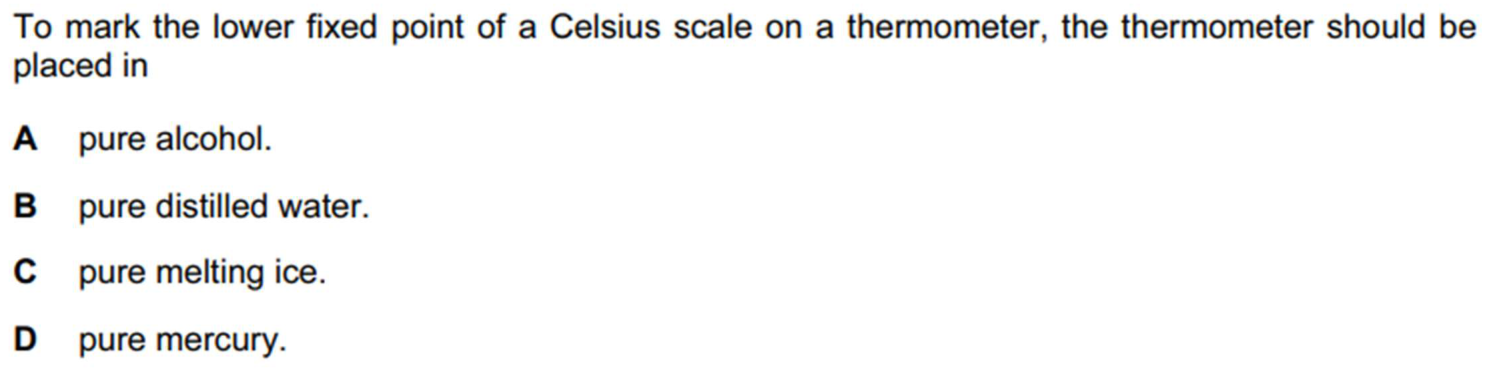 To mark the lower fixed point of a Celsius scale on a thermometer, the thermometer should be
placed in
A pure alcohol.
B pure distilled water.
C pure melting ice.
D pure mercury.